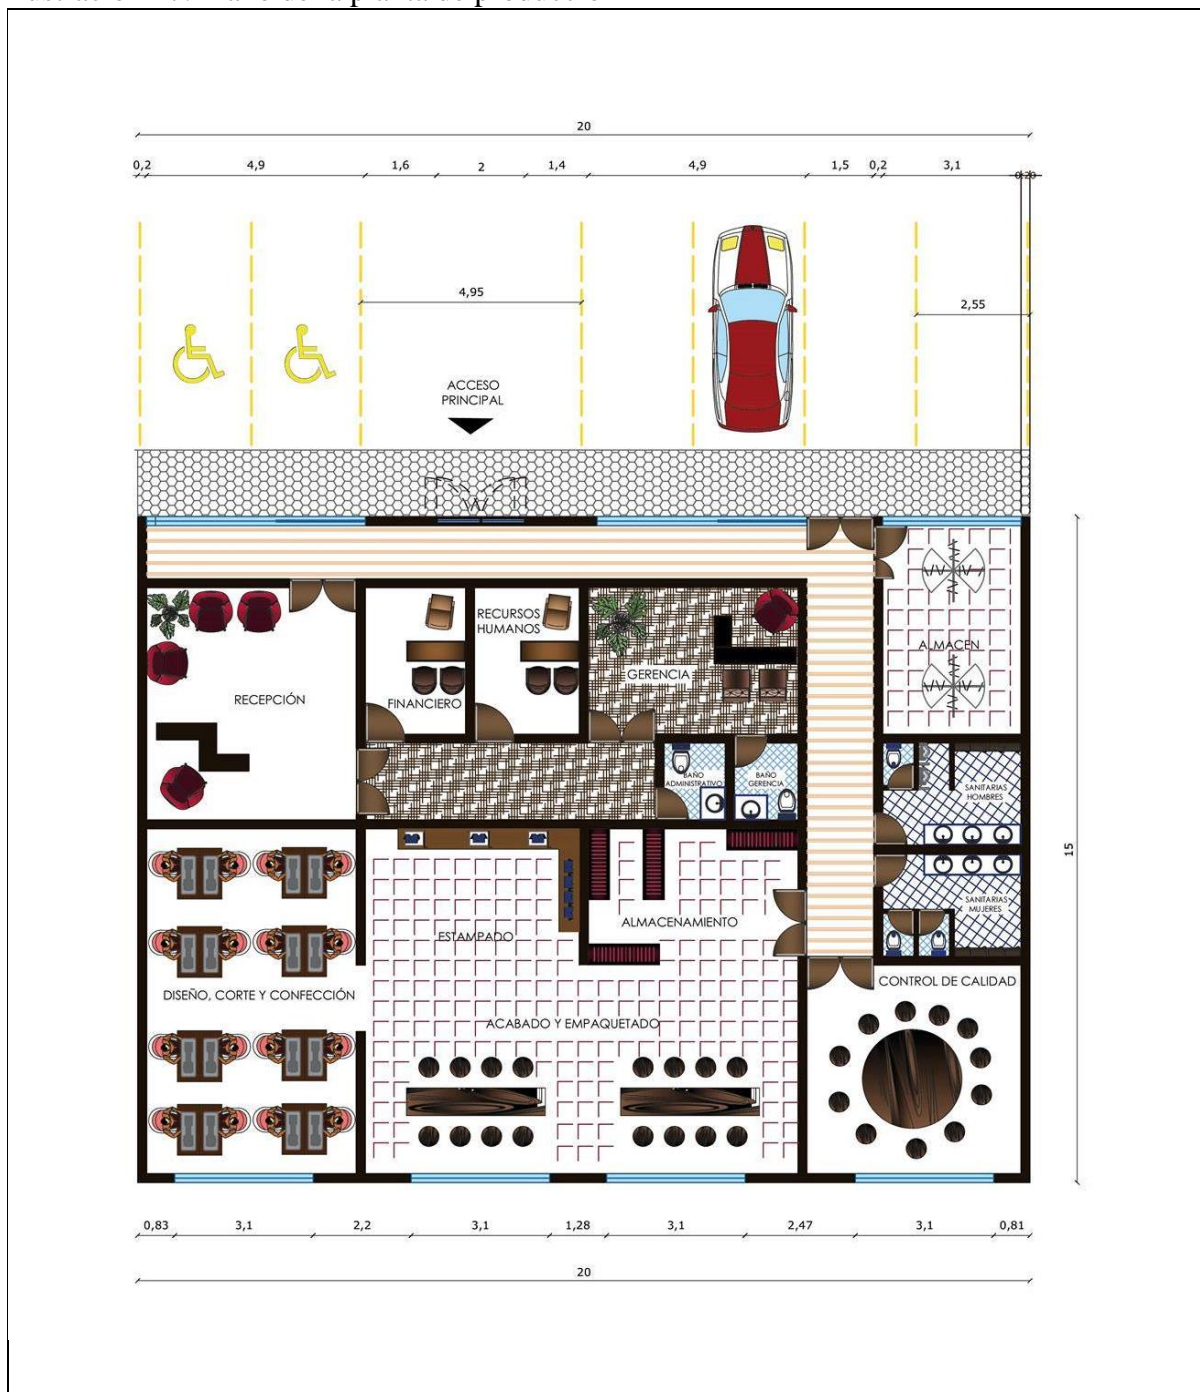 20
0,2 4,9 1,6 2 1,4 4,9 1,5 0,2 3,1 0.20
4,95
2,55
ACCESO
PRINCIPAL
RECURSOS
HUMANOS
ALMACEN
GERENCIA
RECEPCIÓN
FINANCIERO
BAÑO
ADMINISTRATIVO
BAÑO
GERENCIA
SANITARIAS
HOMBRES
15
SANITARIAS
MUJERES
ALMACENAMIENTO
ESTAMPADO
CONTROL DE CALIDAD
DISEÑO, CORTE Y CONFECCIÓN
ACABADO Y EMPAQUETADO
0,83 3,1 2,2 3,1 1,28 3,1 2,47 3,1 0,81
20